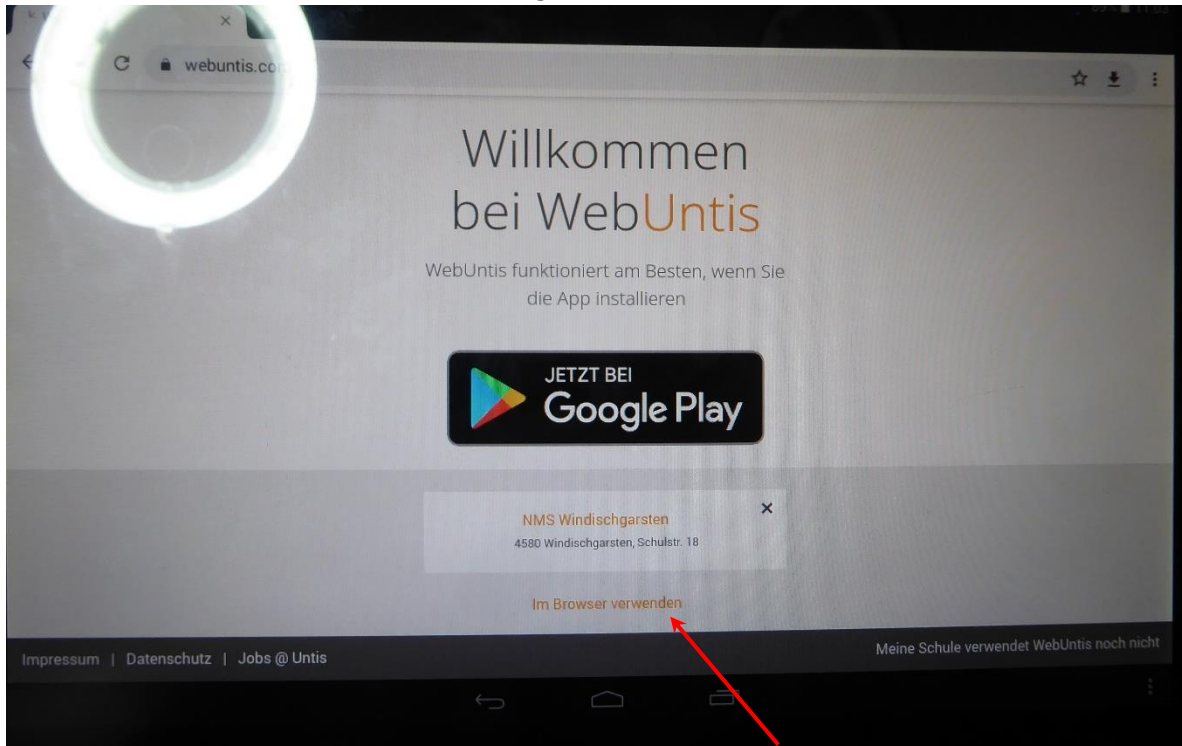 webuntis.co
Willkommen
bei WebUntis
WebUntis funktioniert am Besten, wenn Sie
die App installieren
JETZT BEI
Google Play
NMS Windischgarsten
4580 Windischgarsten, Schulstr. 18
Im Browser verwenden
Impressum | Datenschutz | Jobs @ Untis
Meine Schule verwendet WebUntis noch nicht